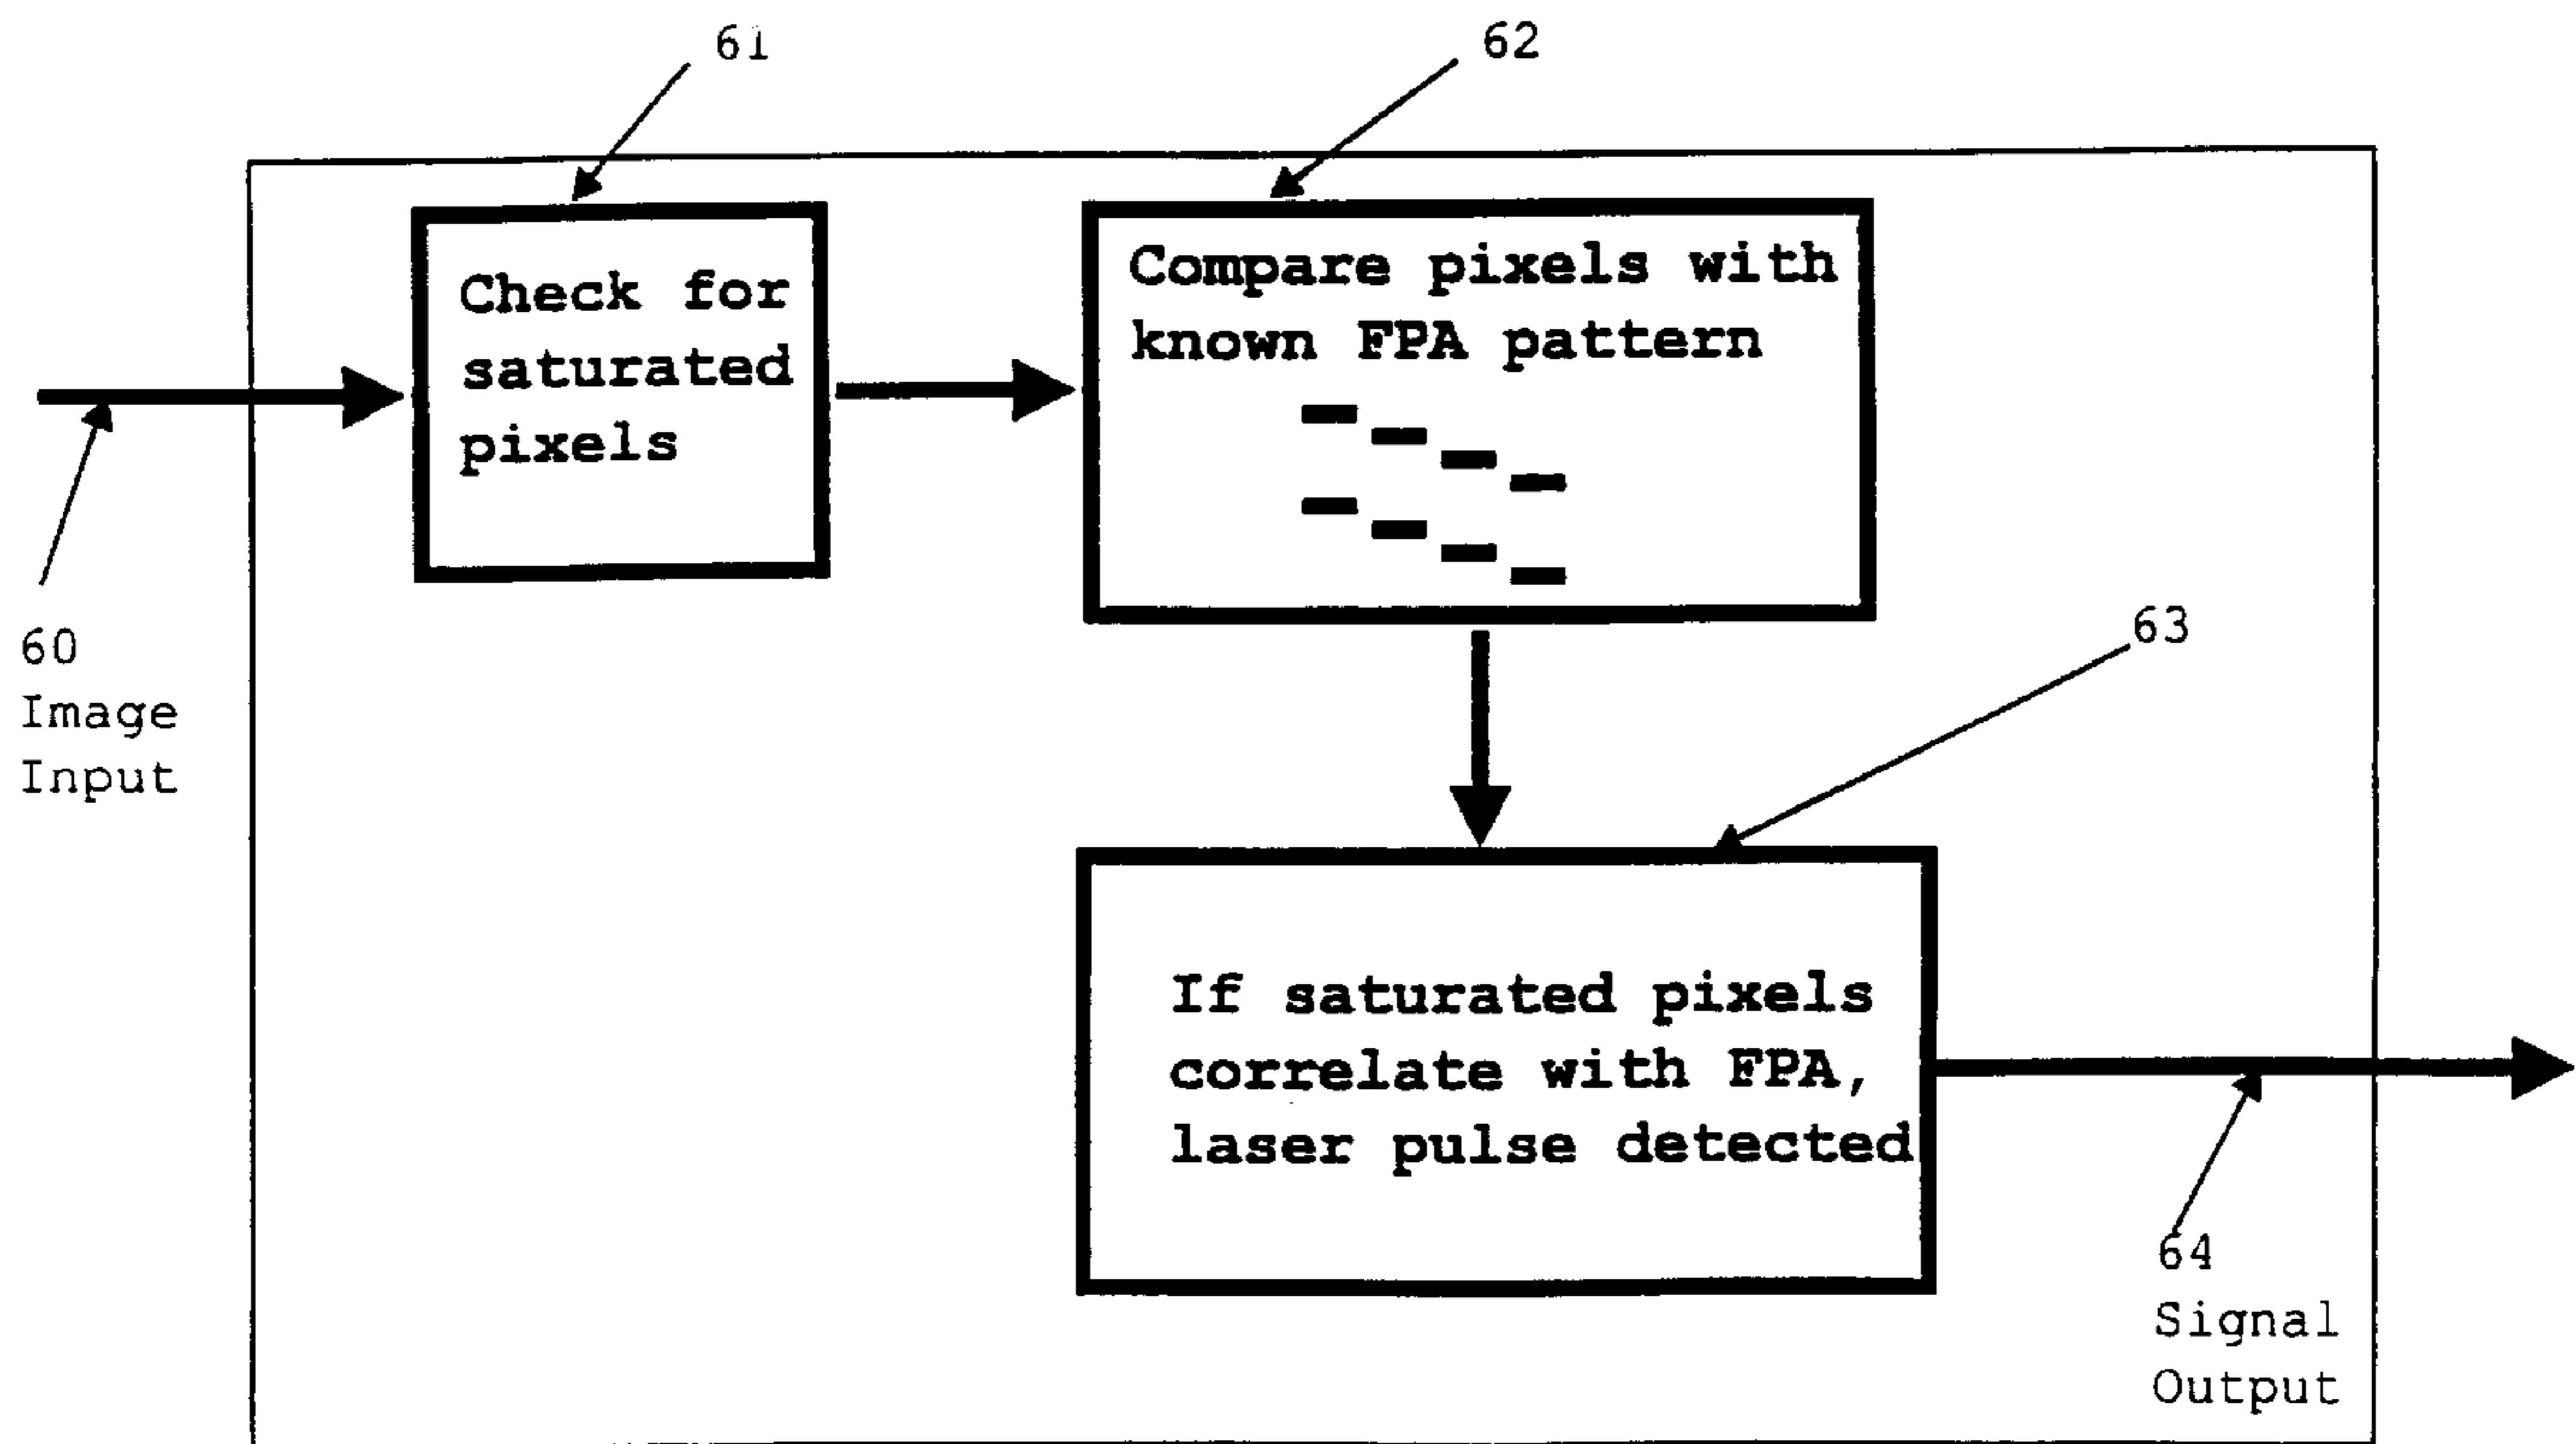 61
62
Check for
saturated
pixels
Compare pixels with
known FPA pattern
60
Image
Input
63
If saturated pixels
correlate with FPA,
laser pulse detected
64
Signal
Output